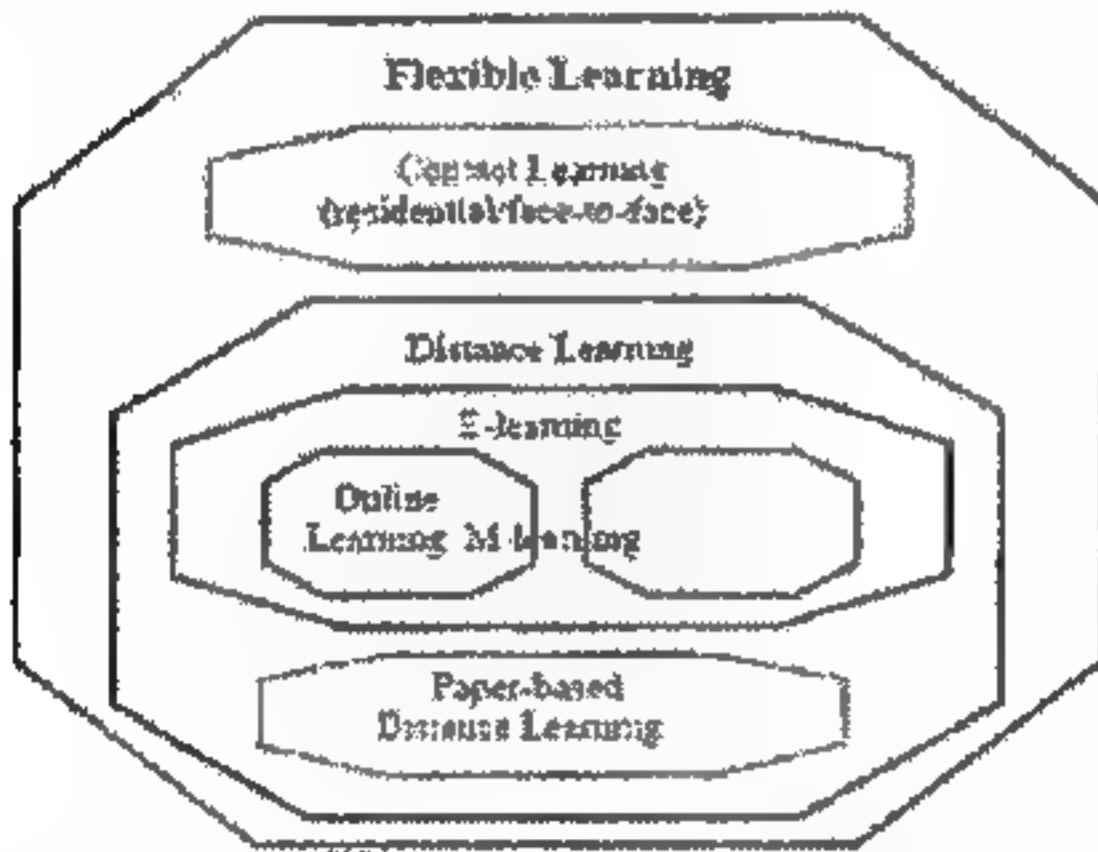 Flexible Learning
Contact Learning
(residential/face-to-face)
Distance Learning
E-learning
Online
Learning M-learning
Paper-based
Distance Learning